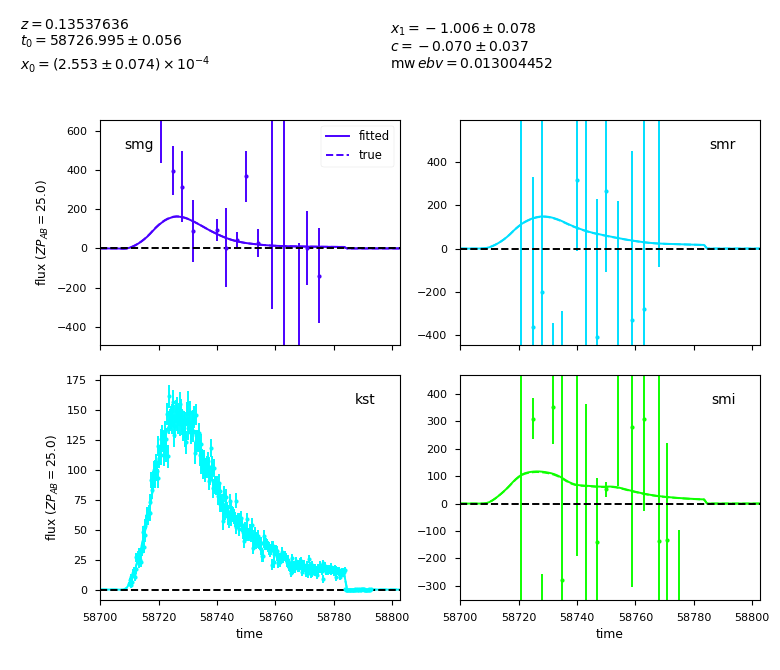 z = 0.13537636
t₀ = 58726.995 ± 0.056
x₀ = (2.553 ± 0.074) × 10⁻⁴
x₁ = −1.006 ± 0.078
c = −0.070 ± 0.037
mw ebv = 0.013004452
smg
fitted
true
600
400
200
0
−200
−400
flux (ZP_AB = 25.0)
smr
400
200
0
−200
−400
kst
175
150
125
100
75
50
25
0
flux (ZP_AB = 25.0)
58700 58720 58740 58760 58780 58800
time
smi
400
300
200
100
0
−100
−200
−300
58700 58720 58740 58760 58780 58800
time